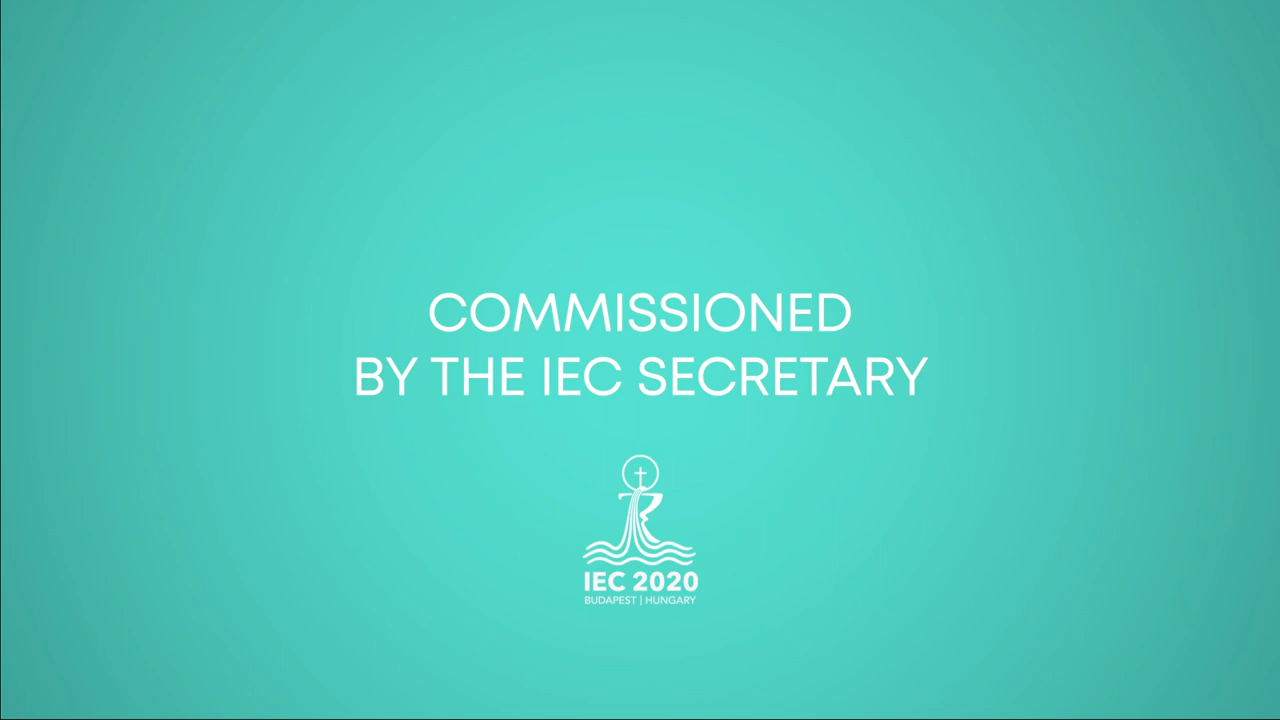 COMMISSIONED
BY THE IEC SECRETARY
IEC 2020
BUDAPEST | HUNGARY